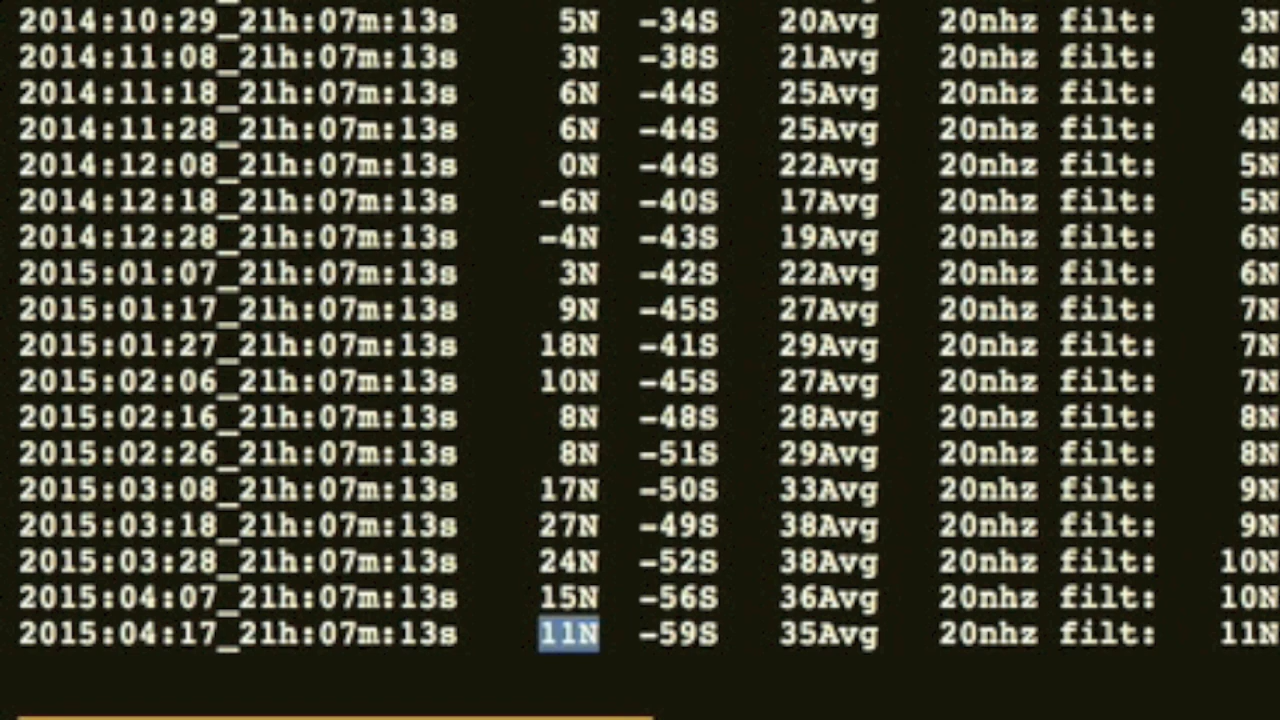 2014:10:29_21h:07m:13s 5N -34S 20Avg 20nhz filt: 3N
2014:11:08_21h:07m:13s 3N -38S 21Avg 20nhz filt: 4N
2014:11:18_21h:07m:13s 6N -44S 25Avg 20nhz filt: 4N
2014:11:28_21h:07m:13s 6N -44S 25Avg 20nhz filt: 4N
2014:12:08_21h:07m:13s 0N -44S 22Avg 20nhz filt: 5N
2014:12:18_21h:07m:13s -6N -40S 17Avg 20nhz filt: 5N
2014:12:28_21h:07m:13s -4N -43S 19Avg 20nhz filt: 6N
2015:01:07_21h:07m:13s 3N -42S 22Avg 20nhz filt: 6N
2015:01:17_21h:07m:13s 9N -45S 27Avg 20nhz filt: 7N
2015:01:27_21h:07m:13s 18N -41S 29Avg 20nhz filt: 7N
2015:02:06_21h:07m:13s 10N -45S 27Avg 20nhz filt: 7N
2015:02:16_21h:07m:13s 8N -48S 28Avg 20nhz filt: 8N
2015:02:26_21h:07m:13s 8N -51S 29Avg 20nhz filt: 8N
2015:03:08_21h:07m:13s 17N -50S 33Avg 20nhz filt: 9N
2015:03:18_21h:07m:13s 27N -49S 38Avg 20nhz filt: 9N
2015:03:28_21h:07m:13s 24N -52S 38Avg 20nhz filt: 10N
2015:04:07_21h:07m:13s 15N -56S 36Avg 20nhz filt: 10N
2015:04:17_21h:07m:13s 11N -59S 35Avg 20nhz filt: 11N